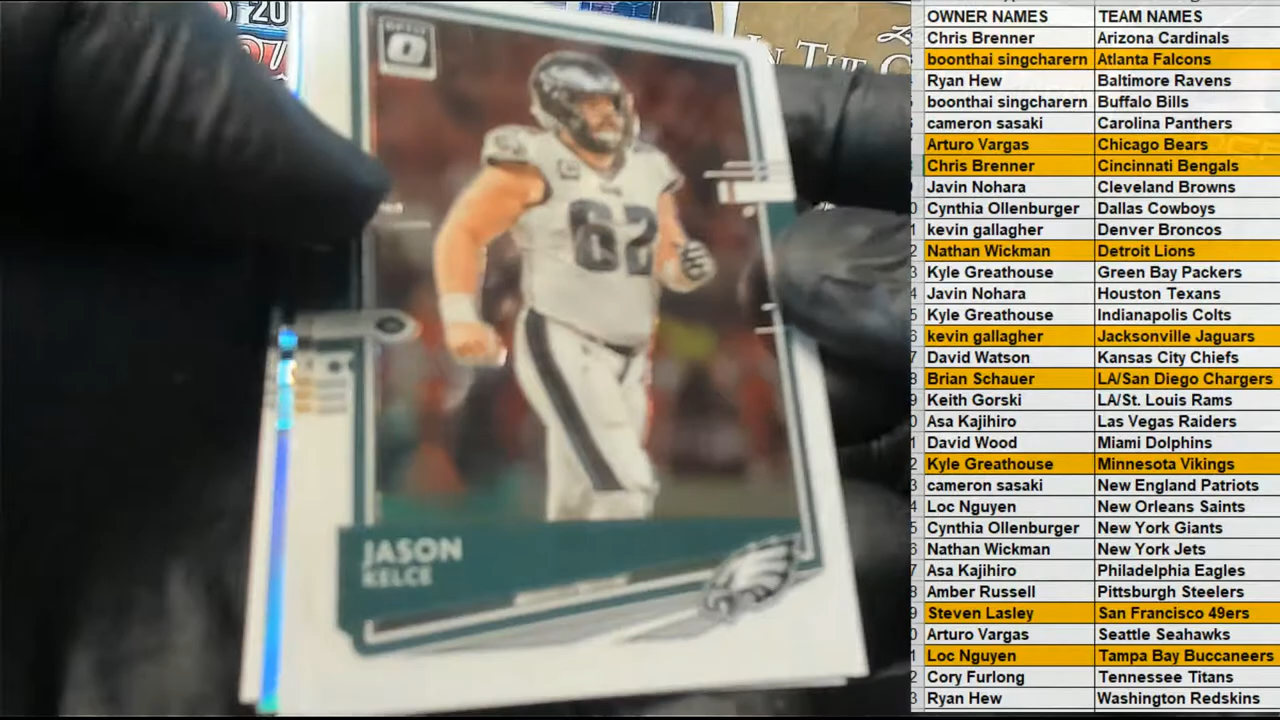 20
IN THE
62
JASON
KELCE
OWNER NAMES TEAM NAMES
Chris Brenner Arizona Cardinals
boonthai singcharern Atlanta Falcons
Ryan Hew Baltimore Ravens
boonthai singcharern Buffalo Bills
cameron sasaki Carolina Panthers
Arturo Vargas Chicago Bears
Chris Brenner Cincinnati Bengals
Javin Nohara Cleveland Browns
Cynthia Ollenburger Dallas Cowboys
kevin gallagher Denver Broncos
Nathan Wickman Detroit Lions
Kyle Greathouse Green Bay Packers
Javin Nohara Houston Texans
Kyle Greathouse Indianapolis Colts
kevin gallagher Jacksonville Jaguars
David Watson Kansas City Chiefs
Brian Schauer LA/San Diego Chargers
Keith Gorski LA/St. Louis Rams
Asa Kajihiro Las Vegas Raiders
David Wood Miami Dolphins
Kyle Greathouse Minnesota Vikings
cameron sasaki New England Patriots
Loc Nguyen New Orleans Saints
Cynthia Ollenburger New York Giants
Nathan Wickman New York Jets
Asa Kajihiro Philadelphia Eagles
Amber Russell Pittsburgh Steelers
Steven Lasley San Francisco 49ers
Arturo Vargas Seattle Seahawks
Loc Nguyen Tampa Bay Buccaneers
Cory Furlong Tennessee Titans
Ryan Hew Washington Redskins